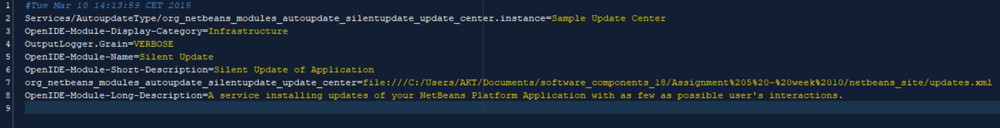 1 #Tue Mar 10 14:13:59 CET 2015
2 Services/AutoupdateType/org_netbeans_modules_autoupdate_silentupdate_update_center.instance=Sample Update Center
3 OpenIDE-Module-Display-Category=Infrastructure
4 OutputLogger.Grain=VERBOSE
5 OpenIDE-Module-Name=Silent Update
6 OpenIDE-Module-Short-Description=Silent Update of Application
7 org_netbeans_modules_autoupdate_silentupdate_update_center=file:///C:/Users/AKT/Documents/software_components_18/Assignment%205%20-%20week%2010/netbeans_site/updates.xml
8 OpenIDE-Module-Long-Description=A service installing updates of your NetBeans Platform Application with as few as possible user's interactions.
9